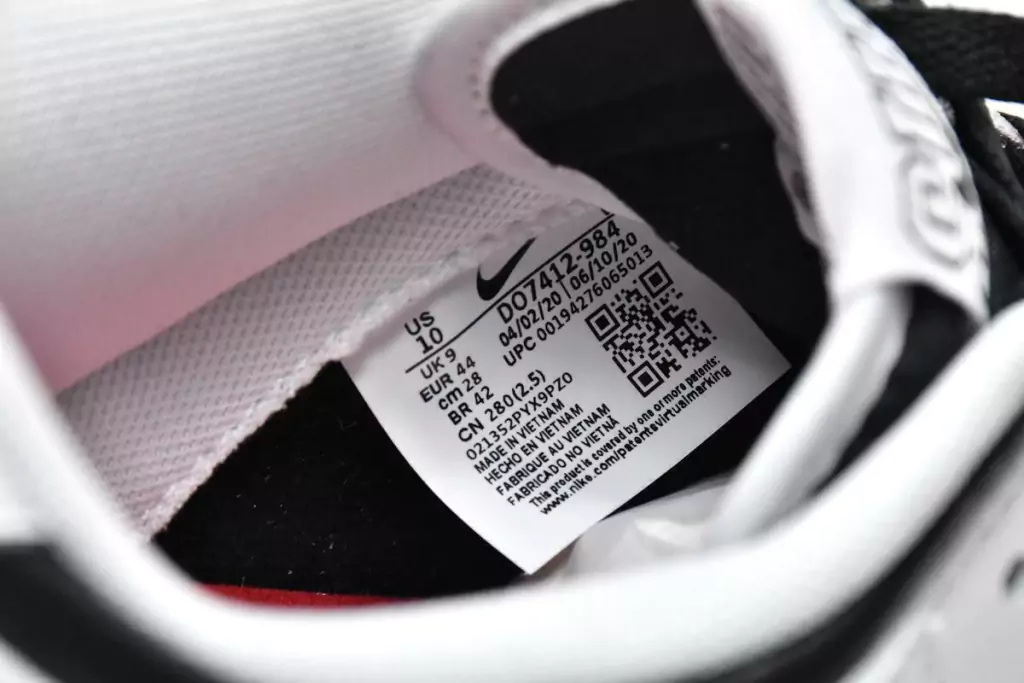 US
10
DO7412-984
04/02/20 | 06/10/20
UPC 00194276065013
UK 9
EUR 44
cm 28
BR 42
CN 280(2.5)
021352PYX9PZ0
MADE IN VIETNAM
HECHO EN VIETNAM
FABRIQUE AU VIETNAM
FABRICADO NO VIETNÃ
This product is covered by one or more patents:
www.nike.com/patentsvirtualmarking